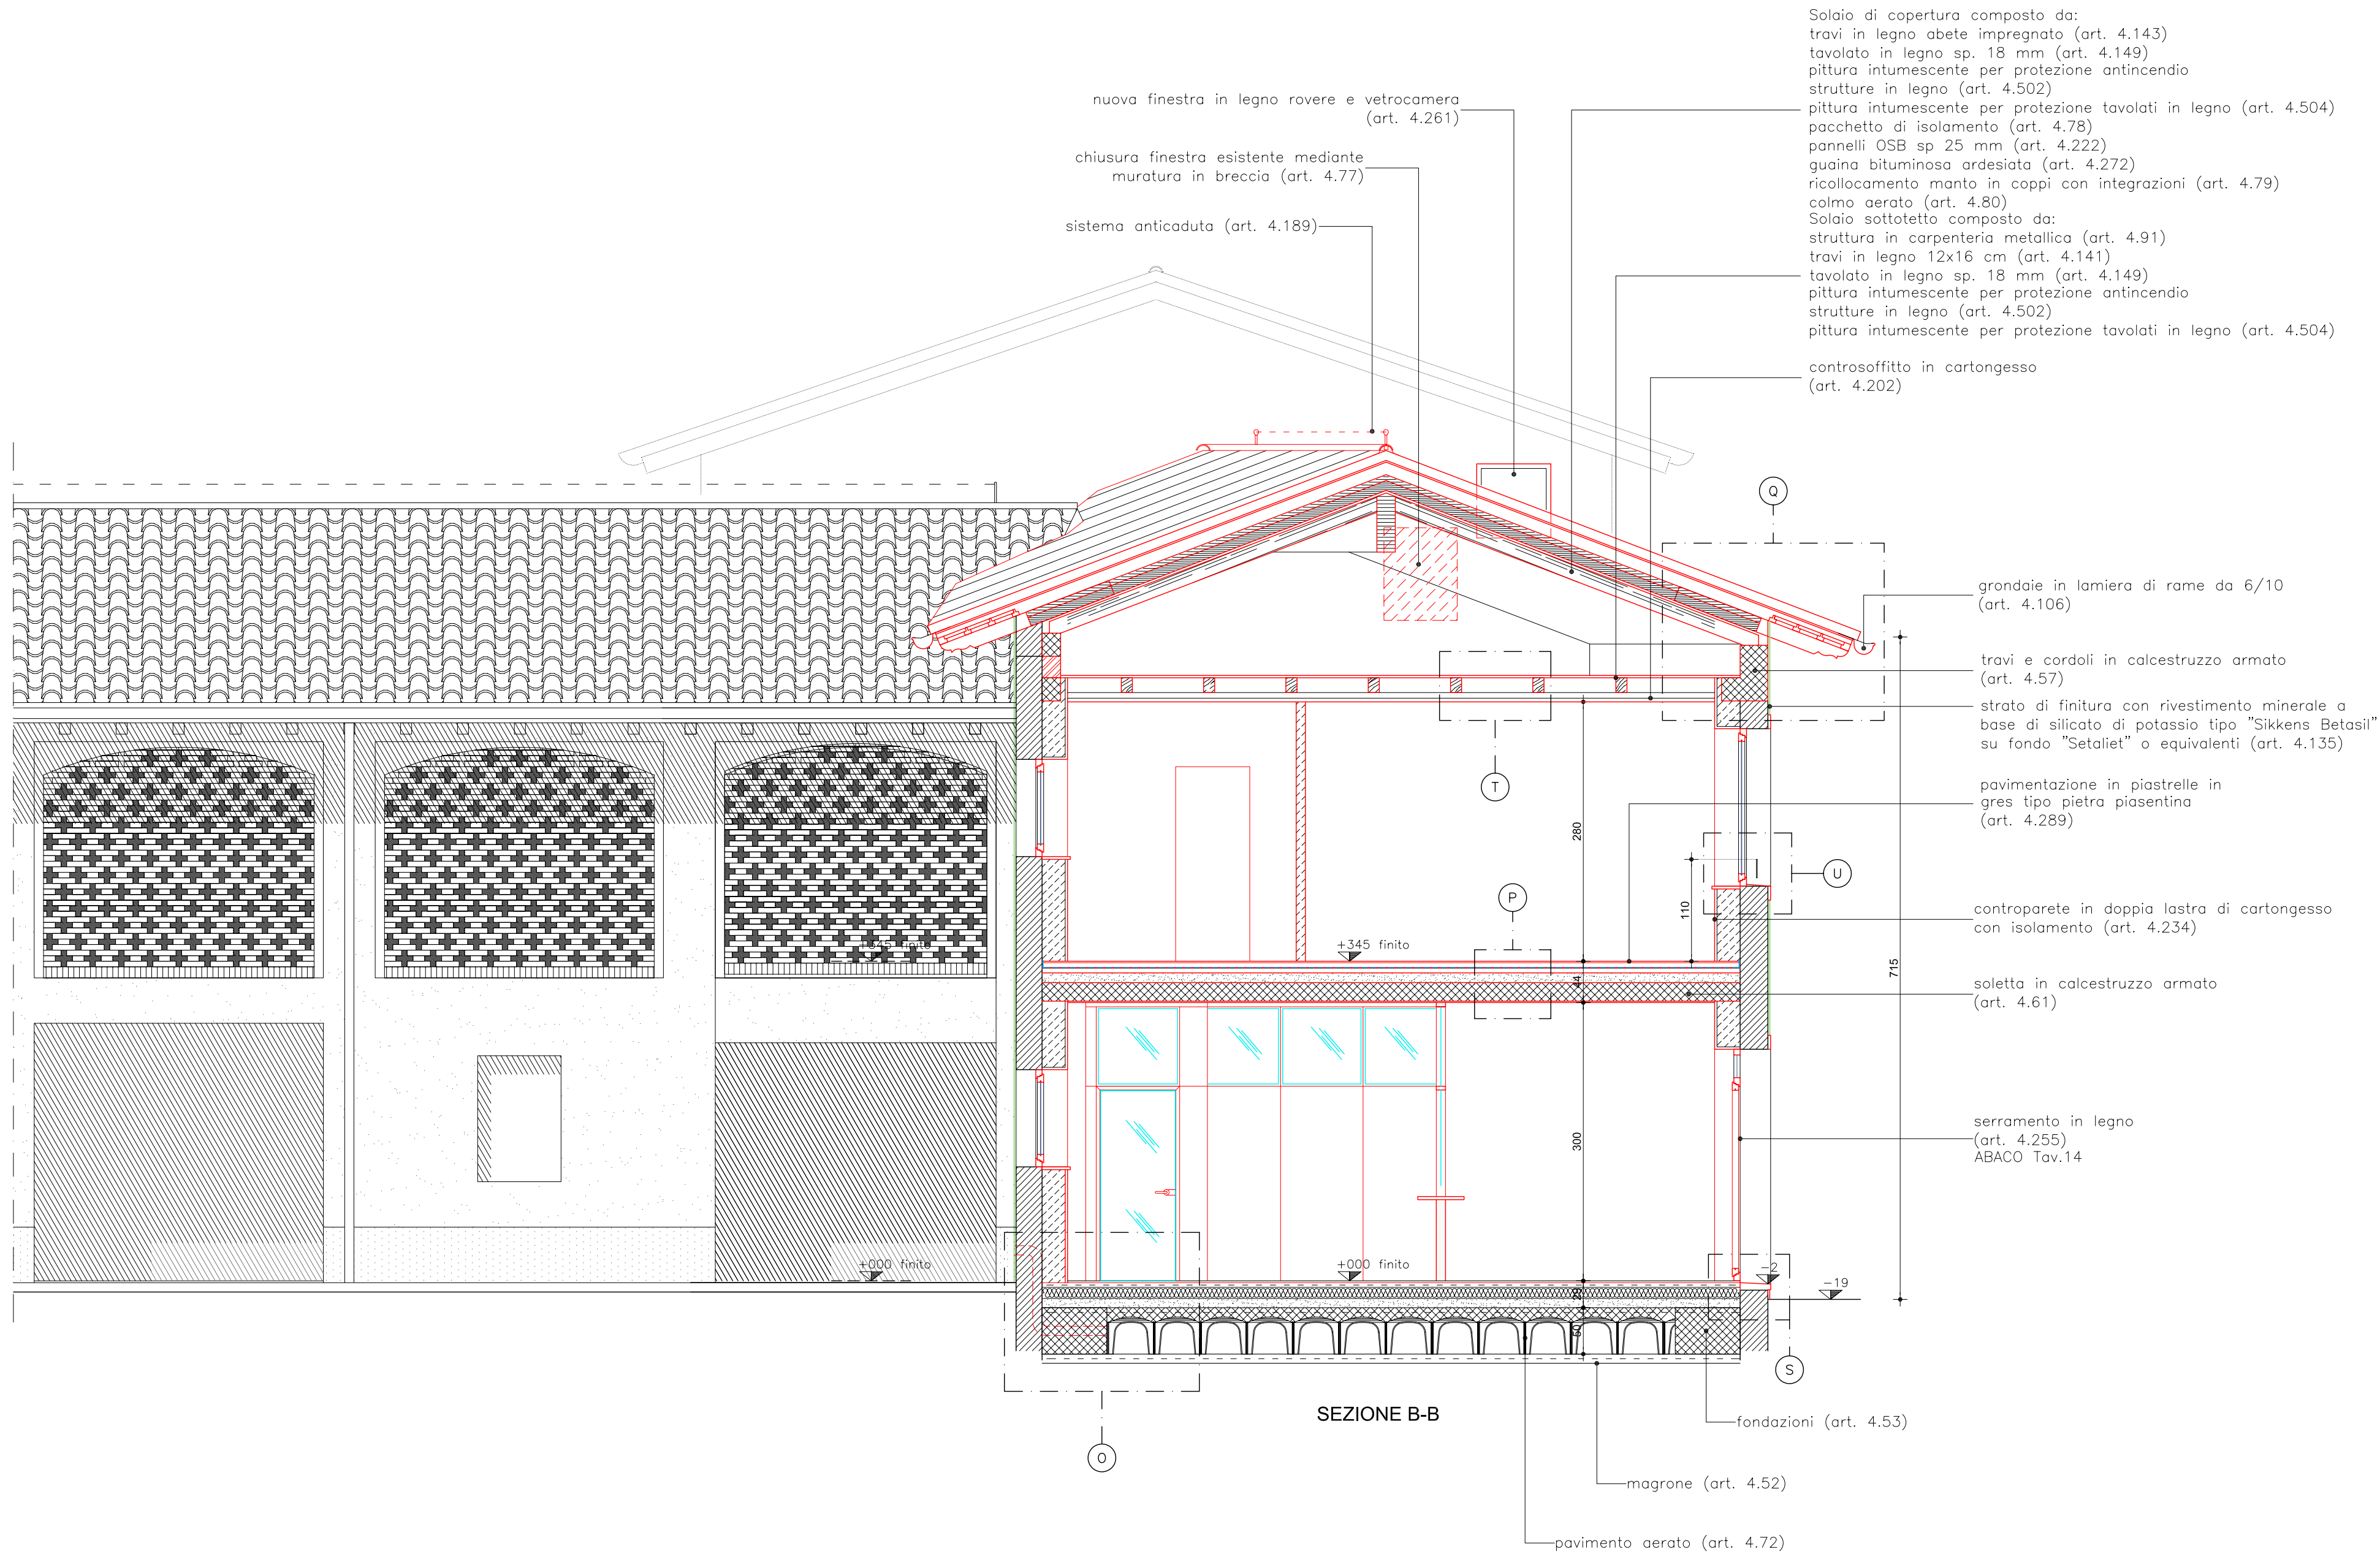 Solaio di copertura composto da:
travi in legno abete impregnato (art. 4.143)
tavolato in legno sp. 18 mm (art. 4.149)
pittura intumescente per protezione antincendio
strutture in legno (art. 4.502)
pittura intumescente per protezione tavolati in legno (art. 4.504)
pacchetto di isolamento (art. 4.78)
pannelli OSB sp 25 mm (art. 4.222)
guaina bituminosa ardesiata (art. 4.272)
ricollocamento manto in coppi con integrazioni (art. 4.79)
colmo aerato (art. 4.80)
Solaio sottotetto composto da:
struttura in carpenteria metallica (art. 4.91)
travi in legno 12x16 cm (art. 4.141)
tavolato in legno sp. 18 mm (art. 4.149)
pittura intumescente per protezione antincendio
strutture in legno (art. 4.502)
pittura intumescente per protezione tavolati in legno (art. 4.504)
controsoffitto in cartongesso
(art. 4.202)
nuova finestra in legno rovere e vetrocamera
(art. 4.261)
chiusura finestra esistente mediante
muratura in breccia (art. 4.77)
sistema anticaduta (art. 4.189)
Q
grondaie in lamiera di rame da 6/10
(art. 4.106)
travi e cordoli in calcestruzzo armato
(art. 4.57)
strato di finitura con rivestimento minerale a
base di silicato di potassio tipo "Sikkens Betasil"
su fondo "Setaliet" o equivalenti (art. 4.135)
T
pavimentazione in piastrelle in
gres tipo pietra piasentina
(art. 4.289)
280
U
P
110
controparete in doppia lastra di cartongesso
con isolamento (art. 4.234)
+345 finito
+345 finito
715
44
soletta in calcestruzzo armato
(art. 4.61)
300
serramento in legno
(art. 4.255)
ABACO Tav.14
+000 finito
+000 finito
-2
-19
29
50
S
SEZIONE B-B
O
fondazioni (art. 4.53)
magrone (art. 4.52)
pavimento aerato (art. 4.72)